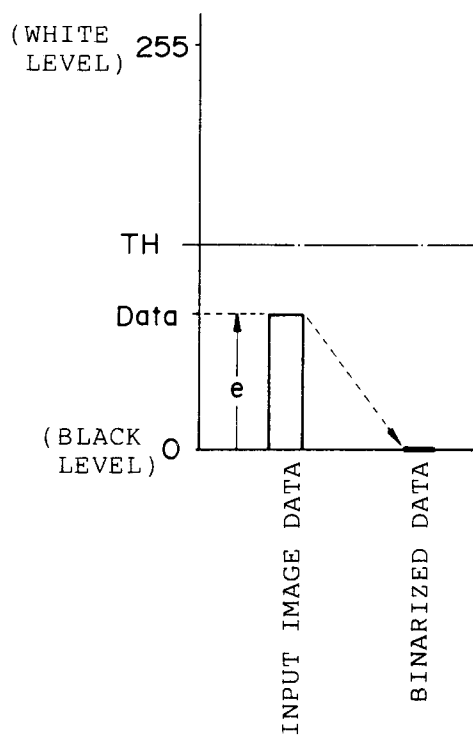 (WHITE
LEVEL)
255
TH
Data
e
(BLACK
LEVEL)
0
INPUT IMAGE DATA
BINARIZED DATA